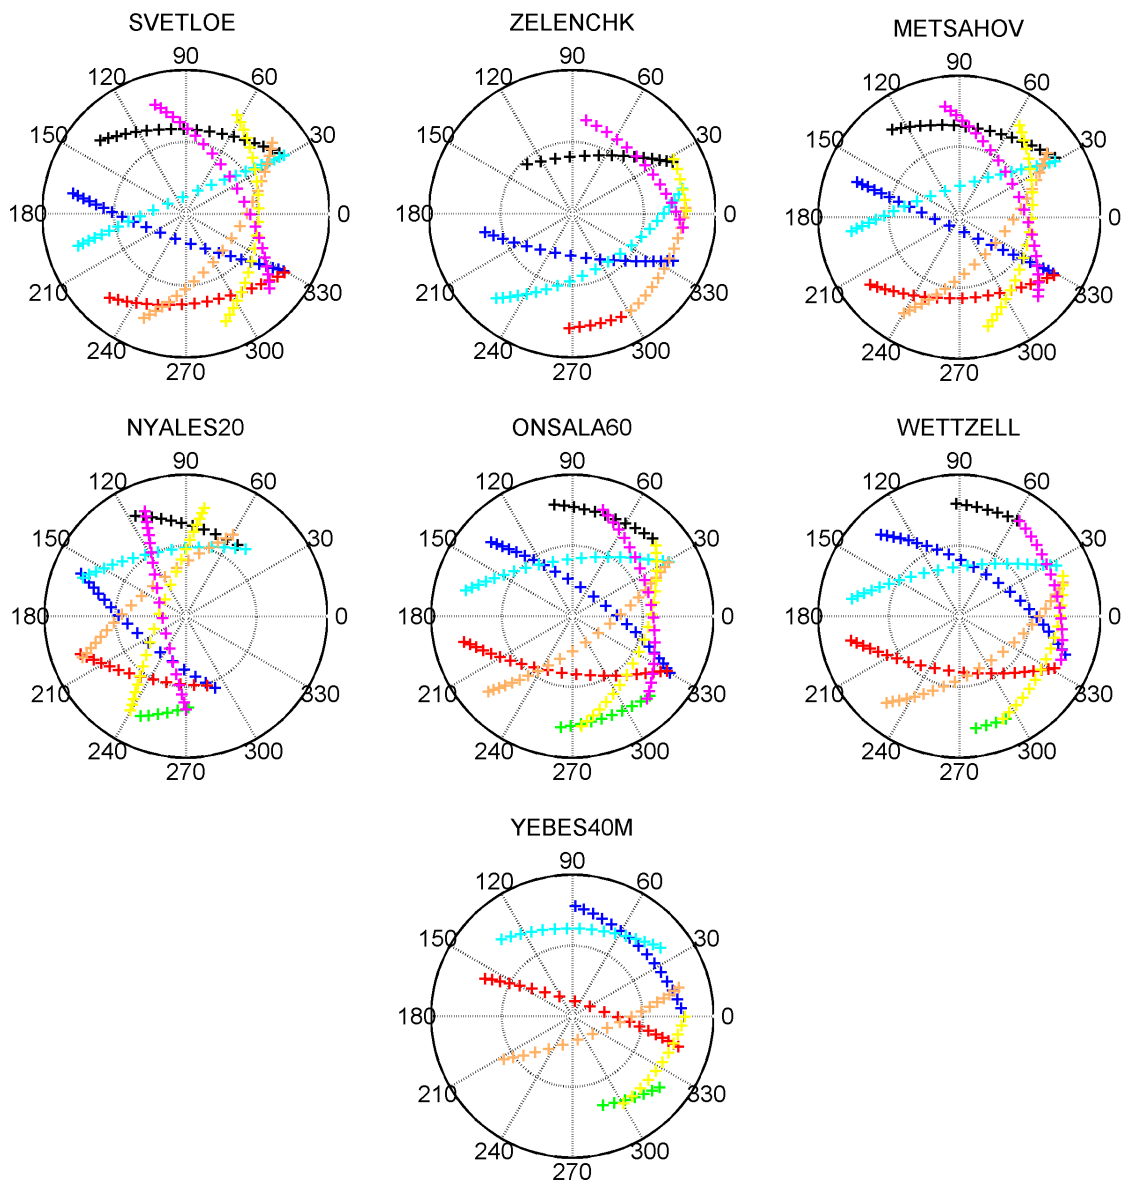 SVETLOE ZELENCHK METSAHOV
90 90 90
120 60 120 60 120 60
150 30 150 30 150 30
180 0 180 0 180 0
210 330 210 330 210 330
240 300 240 300 240 300
270 270 270
NYALES20 ONSALA60 WETTZELL
90 90 90
120 60 120 60 120 60
150 30 150 30 150 30
180 0 180 0 180 0
210 330 210 330 210 330
240 300 240 300 240 300
270 270 270
YEBES40M
90
120 60
150 30
180 0
210 330
240 300
270